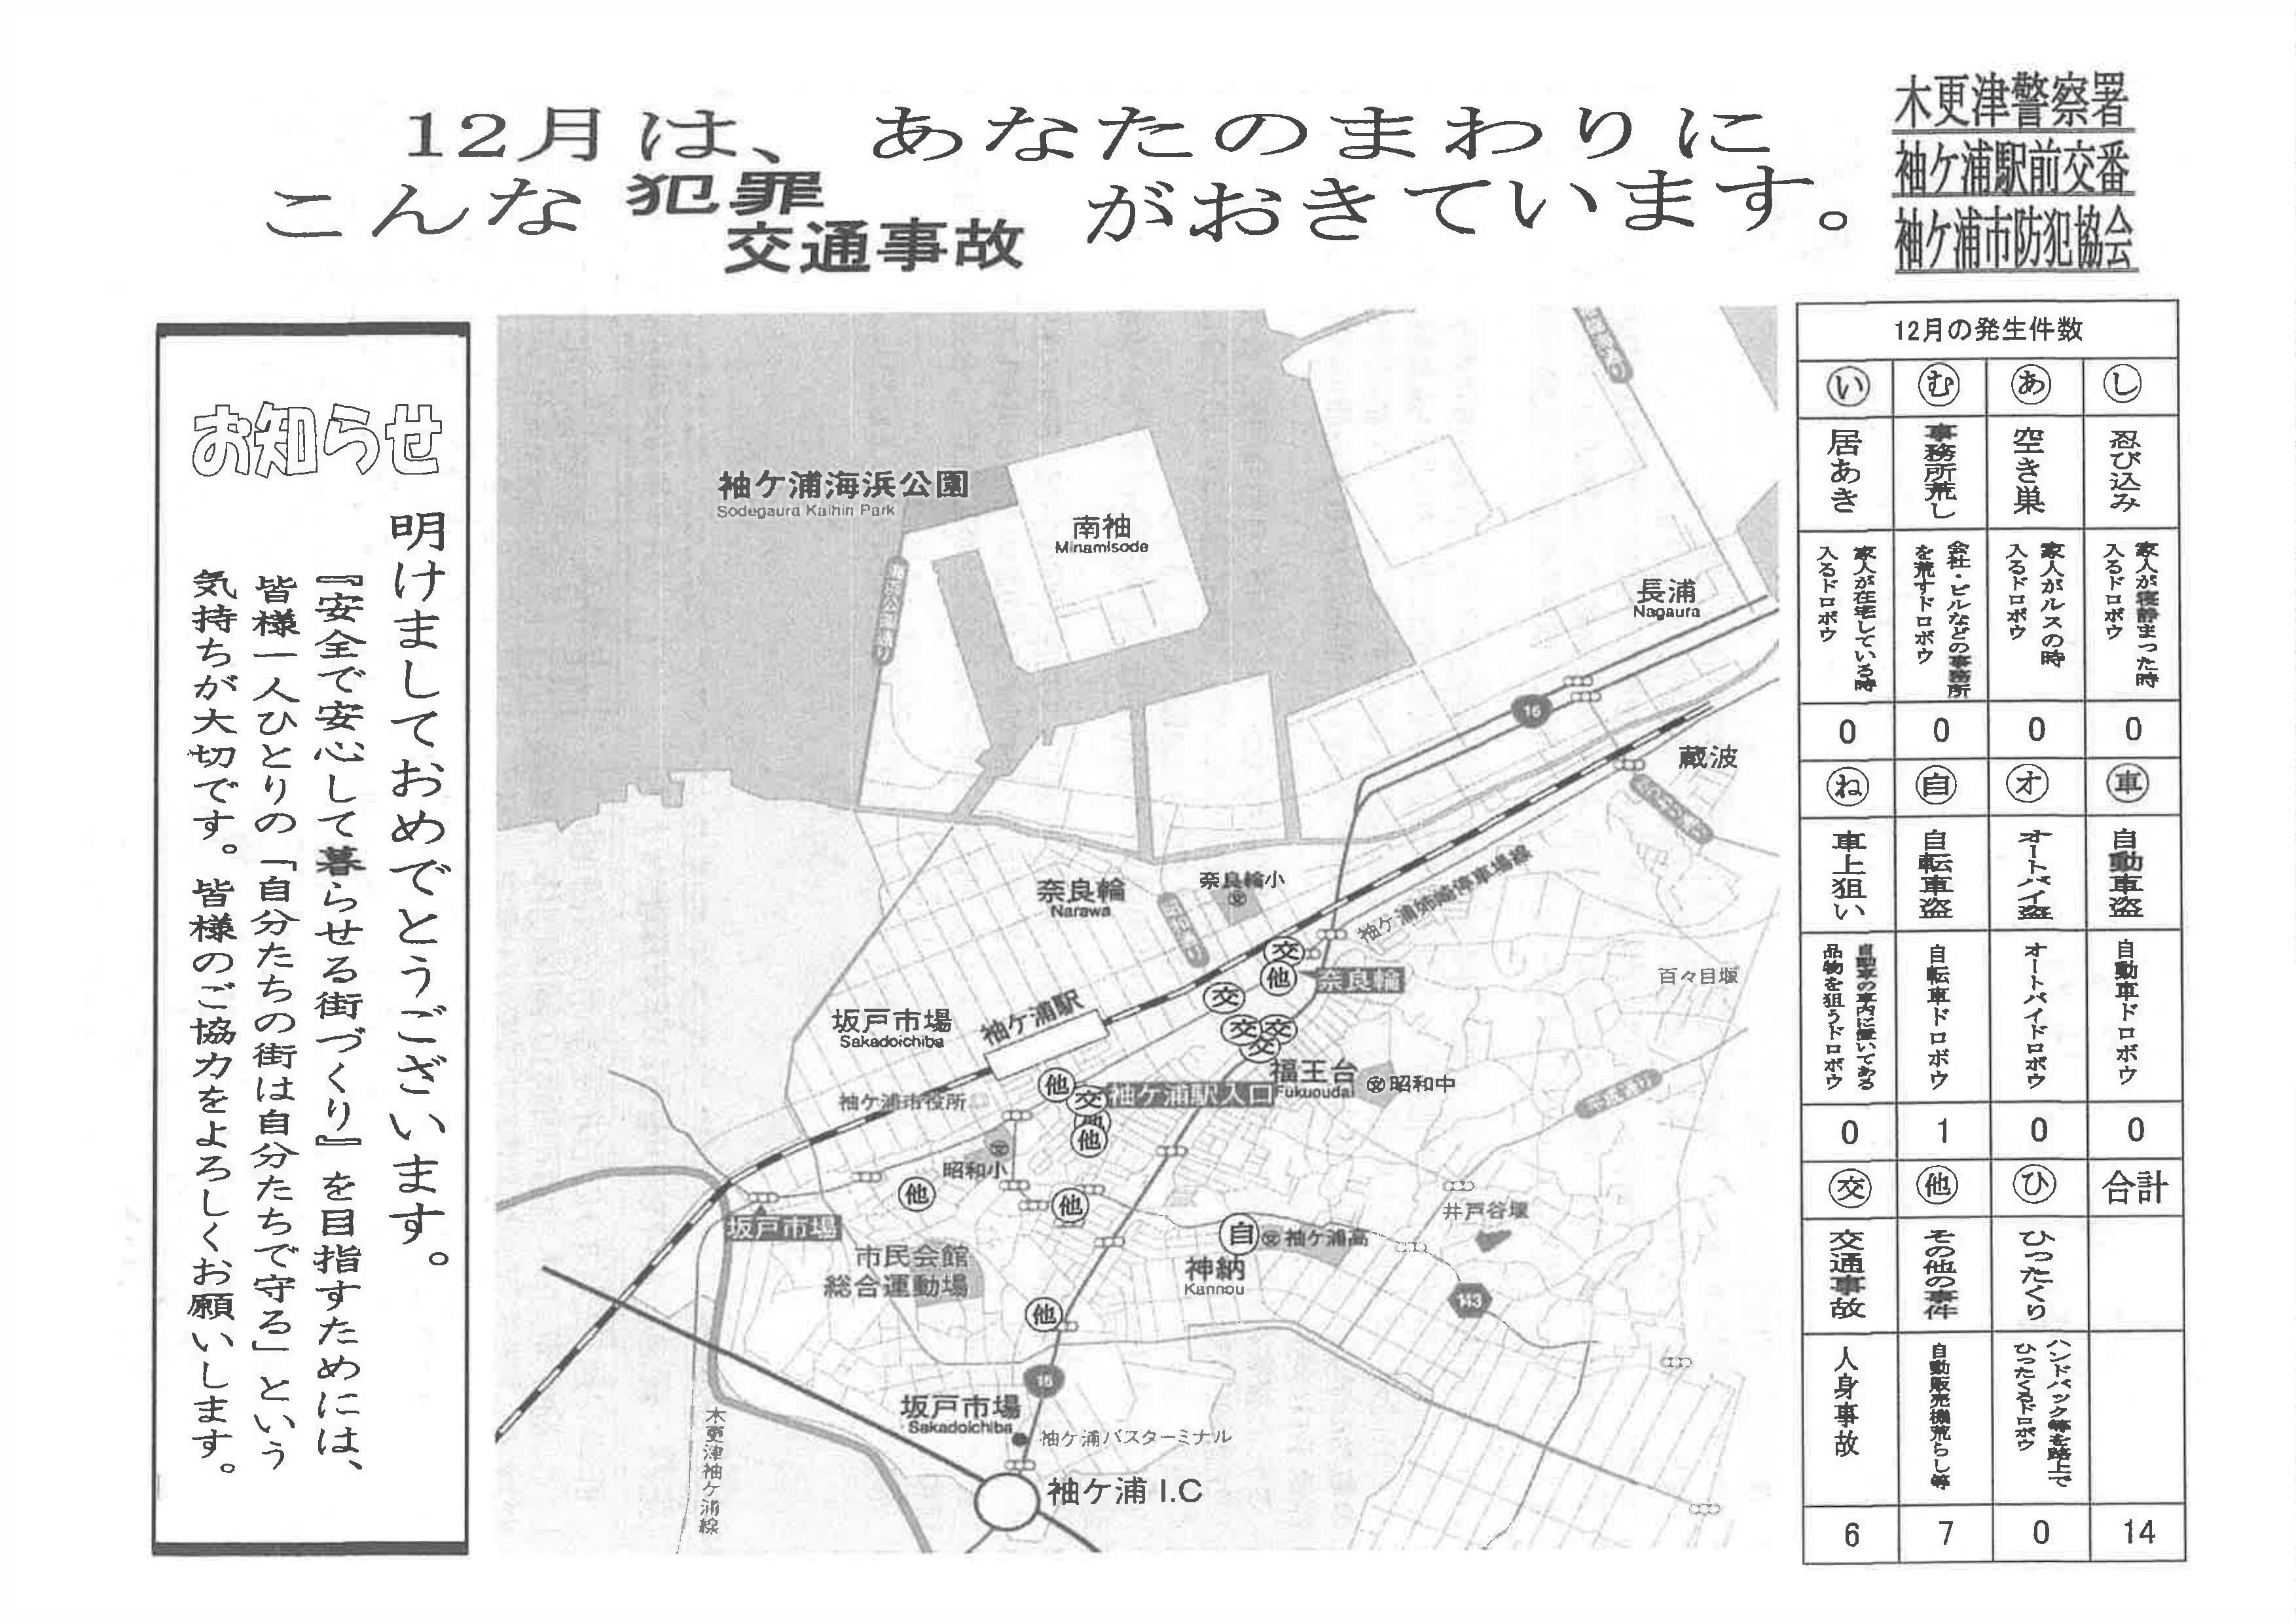 12月は、あなたのまわりに
こんな犯罪
交通事故
がおきています。
木更津警察署
袖ケ浦駅前交番
袖ケ浦市防犯協会
お知らせ
明けましておめでとうございます。
『安全で安心して暮らせる街づくり』を目指すためには、
皆様一人ひとりの「自分たちの街は自分たちで守る」という
気持ちが大切です。皆様のご協力をよろしくお願いします。
袖ケ浦海浜公園
Sodegaura Kaihin Park
南袖
Minamisode
長浦
Nagaura
16
蔵波
奈良輪小
奈良輪
Narawa
袖ケ浦姉崎停車場線
交
他
奈良輪
交
百々目堰
坂戸市場
Sakadoichiba
袖ケ浦駅
交
交
交
福王台
Fukuoudai
昭和中
他
交
袖ケ浦駅入口
袖ケ浦市役所
他
昭和小
他
他
坂戸市場
自
袖ケ浦高
井戸谷堰
市民会館
総合運動場
神納
Kannou
143
他
16
坂戸市場
Sakadoichiba
袖ケ浦バスターミナル
木更津袖ケ浦線
袖ケ浦 I.C
12月の発生件数
い
む
あ
し
居あき
事務所荒し
空き巣
忍び込み
家人が在宅している時
入るドロボウ
会社・ビルなどの事務所
を荒すドロボウ
家人がルスの時
入るドロボウ
家人が寝静まった時
入るドロボウ
0
0
0
0
ね
自
オ
車
車上狙い
自転車盗
オートバイ盗
自動車盗
自動車の車内に置いてある
品物を狙うドロボウ
自転車ドロボウ
オートバイドロボウ
自動車ドロボウ
0
1
0
0
交
他
ひ
合計
交通事故
その他の事件
ひったくり
人身事故
自動販売機荒らし等
ハンドバック等を路上で
ひったくるドロボウ
6
7
0
14